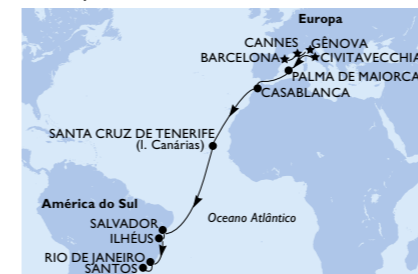 Europa
CANNES
GÊNOVA
BARCELONA
CIVITAVECCHIA
PALMA DE MAIORCA
CASABLANCA
SANTA CRUZ DE TENERIFE
(I. Canárias)
América do Sul
SALVADOR
Oceano Atlântico
ILHÉUS
RIO DE JANEIRO
SANTOS